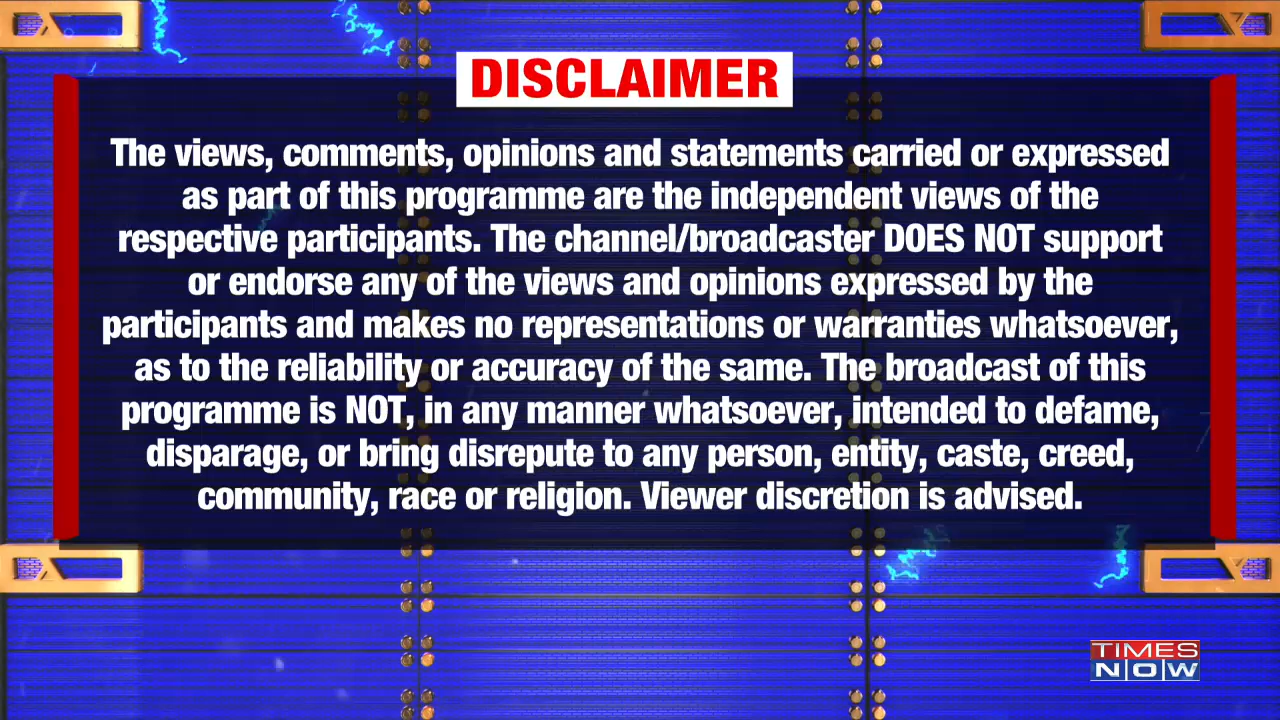 DISCLAIMER
The views, comments, opinions and statements carried or expressed
as part of this programme are the independent views of the
respective participants. The channel/broadcaster DOES NOT support
or endorse any of the views and opinions expressed by the
participants and makes no representations or warranties whatsoever,
as to the reliability or accuracy of the same. The broadcast of this
programme is NOT, in any manner whatsoever, intended to defame,
disparage, or bring disrepute to any person, entity, caste, creed,
community, race or religion. Viewer discretion is advised.
TIMES
NOW